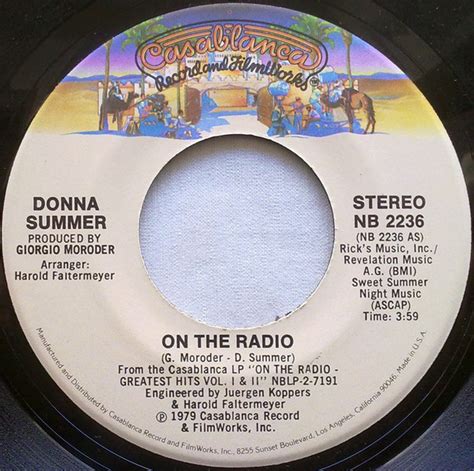 Casablanca
Record and FilmWorks®
DONNA
SUMMER
PRODUCED BY
GIORGIO MORODER
Arranger:
Harold Faltermeyer
STEREO
NB 2236
(NB 2236 AS)
Rick's Music, Inc./
Revelation Music
A.G. (BMI)
Sweet Summer
Night Music
(ASCAP)
Time: 3:59
ON THE RADIO
(G. Moroder - D. Summer)
From the Casablanca LP "ON THE RADIO -
GREATEST HITS VOL. I & II" NBLP-2-7191
Engineered by Juergen Koppers
& Harold Faltermeyer
℗ 1979 Casablanca Record
& FilmWorks, Inc.
Manufactured and Distributed by Casablanca Record and FilmWorks, Inc., 8255 Sunset Boulevard, Los Angeles, California 90046, Made in U.S.A.